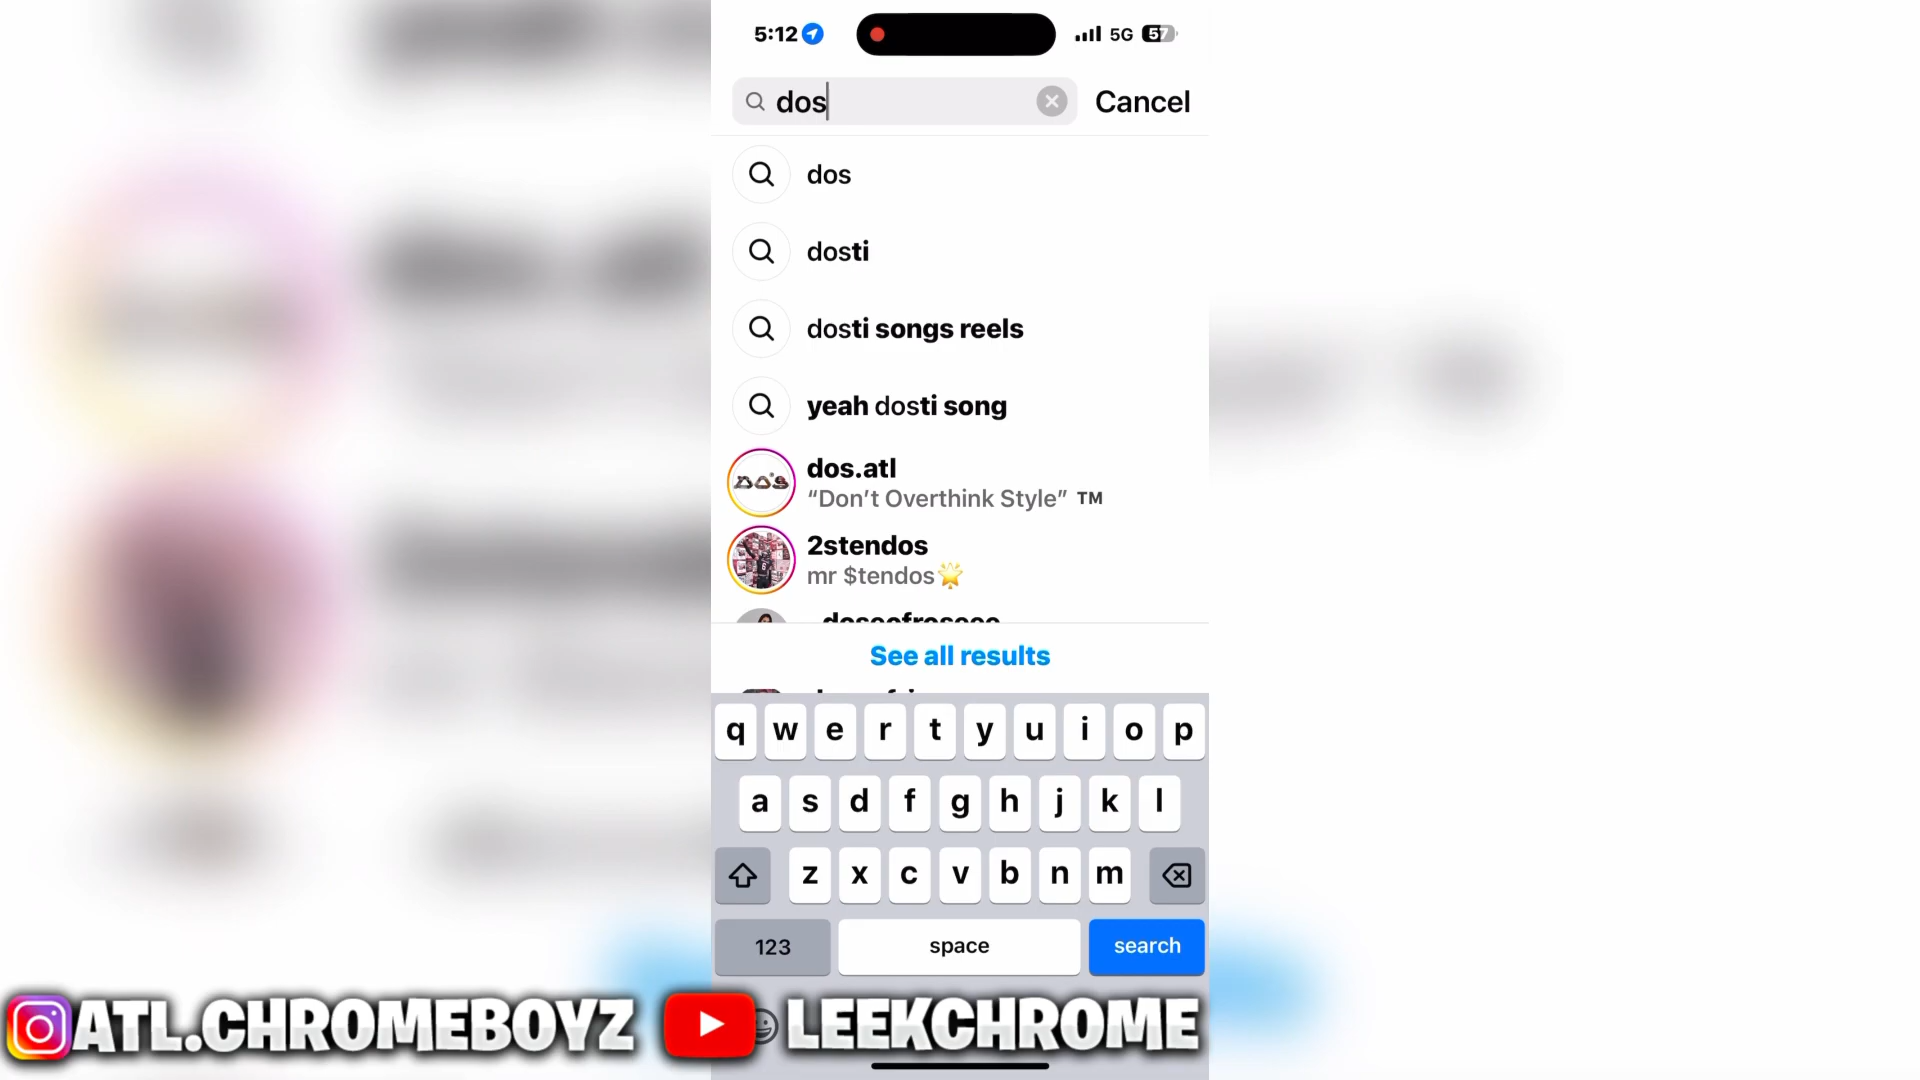 5:12
5G
57
dos
Cancel
dos
dosti
dosti songs reels
yeah dosti song
DOS
dos.atl
“Don’t Overthink Style” TM
2stendos
mr $tendos🌟
See all results
q w e r t y u i o p
a s d f g h j k l
z x c v b n m
123
space
search
ATL.CHROMEBOYZ
LEEKCHROME